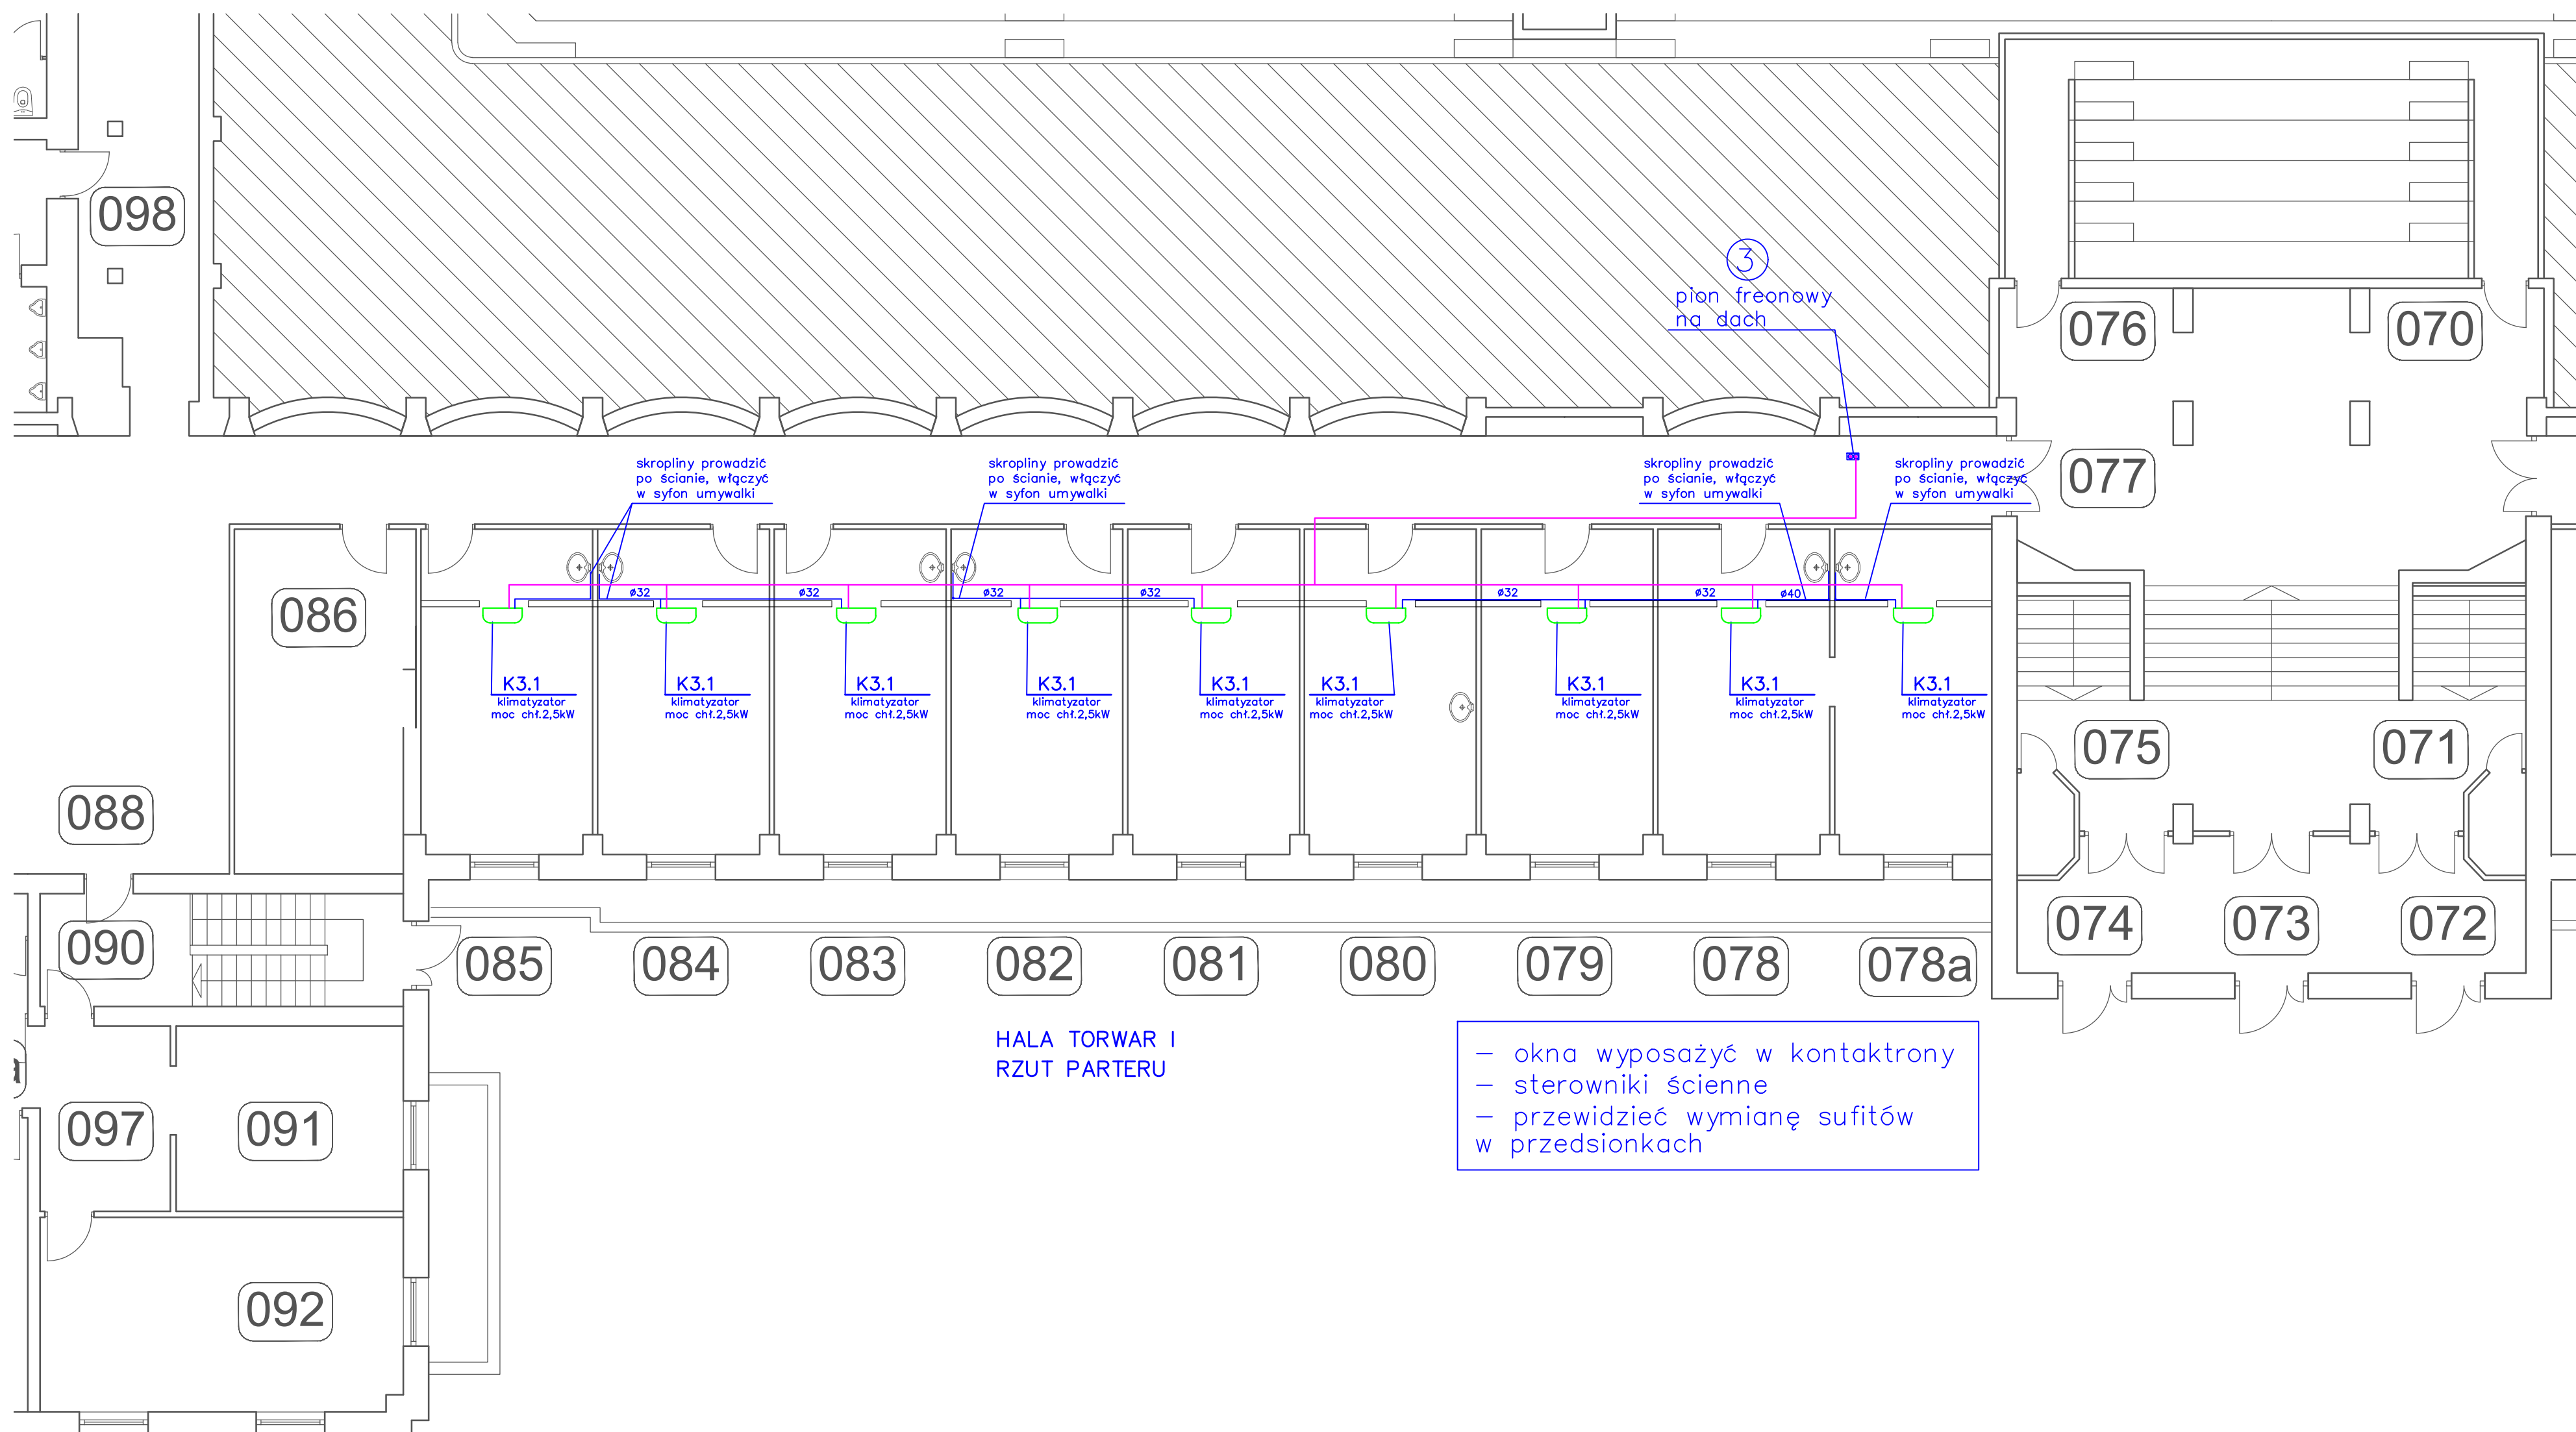 098
3
pion freonowy
na dach
076
070
077
skropliny prowadzić
po ścianie, włączyć
w syfon umywalki
skropliny prowadzić
po ścianie, włączyć
w syfon umywalki
skropliny prowadzić
po ścianie, włączyć
w syfon umywalki
skropliny prowadzić
po ścianie, włączyć
w syfon umywalki
ø32
ø32
ø32
ø32
ø32
ø32
ø40
086
K3.1
klimatyzator
moc chł.2,5kW
K3.1
klimatyzator
moc chł.2,5kW
K3.1
klimatyzator
moc chł.2,5kW
K3.1
klimatyzator
moc chł.2,5kW
K3.1
klimatyzator
moc chł.2,5kW
K3.1
klimatyzator
moc chł.2,5kW
K3.1
klimatyzator
moc chł.2,5kW
K3.1
klimatyzator
moc chł.2,5kW
K3.1
klimatyzator
moc chł.2,5kW
075
071
088
090
085
084
083
082
081
080
079
078
078a
074
073
072
HALA TORWAR I
RZUT PARTERU
– okna wyposażyć w kontaktrony
– sterowniki ścienne
– przewidzieć wymianę sufitów
w przedsionkach
097
091
092